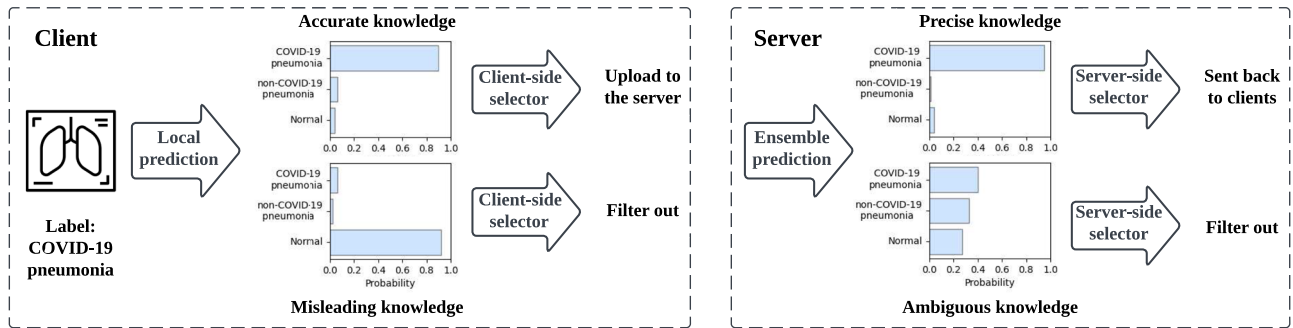 Client
Label:
COVID-19
pneumonia
Local
prediction
Accurate knowledge
COVID-19
pneumonia
non-COVID-19
pneumonia
Normal
0.0 0.2 0.4 0.6 0.8 1.0
Client-side
selector
Upload to
the server
COVID-19
pneumonia
non-COVID-19
pneumonia
Normal
0.0 0.2 0.4 0.6 0.8 1.0
Probability
Misleading knowledge
Client-side
selector
Filter out
Server
Ensemble
prediction
Precise knowledge
COVID-19
pneumonia
non-COVID-19
pneumonia
Normal
0.0 0.2 0.4 0.6 0.8 1.0
Server-side
selector
Sent back
to clients
COVID-19
pneumonia
non-COVID-19
pneumonia
Normal
0.0 0.2 0.4 0.6 0.8 1.0
Probability
Ambiguous knowledge
Server-side
selector
Filter out